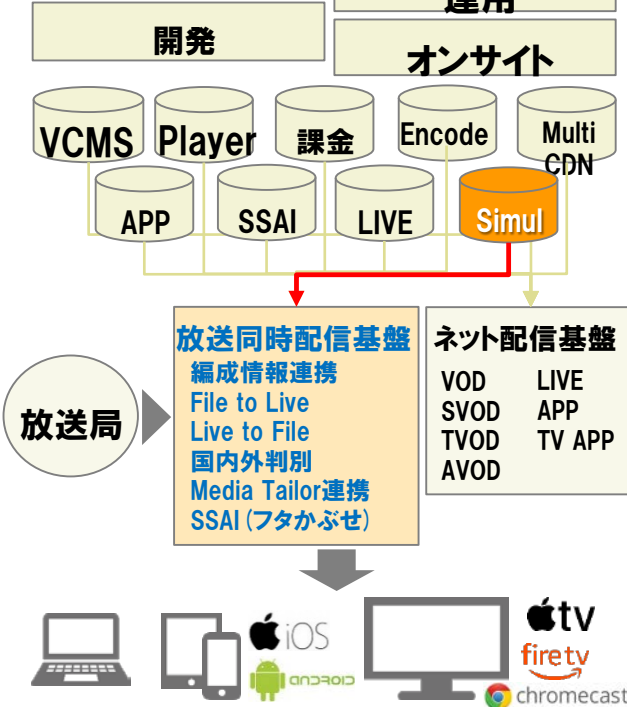 運用
開発
オンサイト
VCMS
Player
課金
Encode
Multi
CDN
APP
SSAI
LIVE
Simul
放送同時配信基盤
編成情報連携
File to Live
Live to File
国内外判別
Media Tailor連携
SSAI(フタかぶせ)
ネット配信基盤
VOD LIVE
SVOD APP
TVOD TV APP
AVOD
放送局
iOS
ANDROID
tv
firetv
chromecast